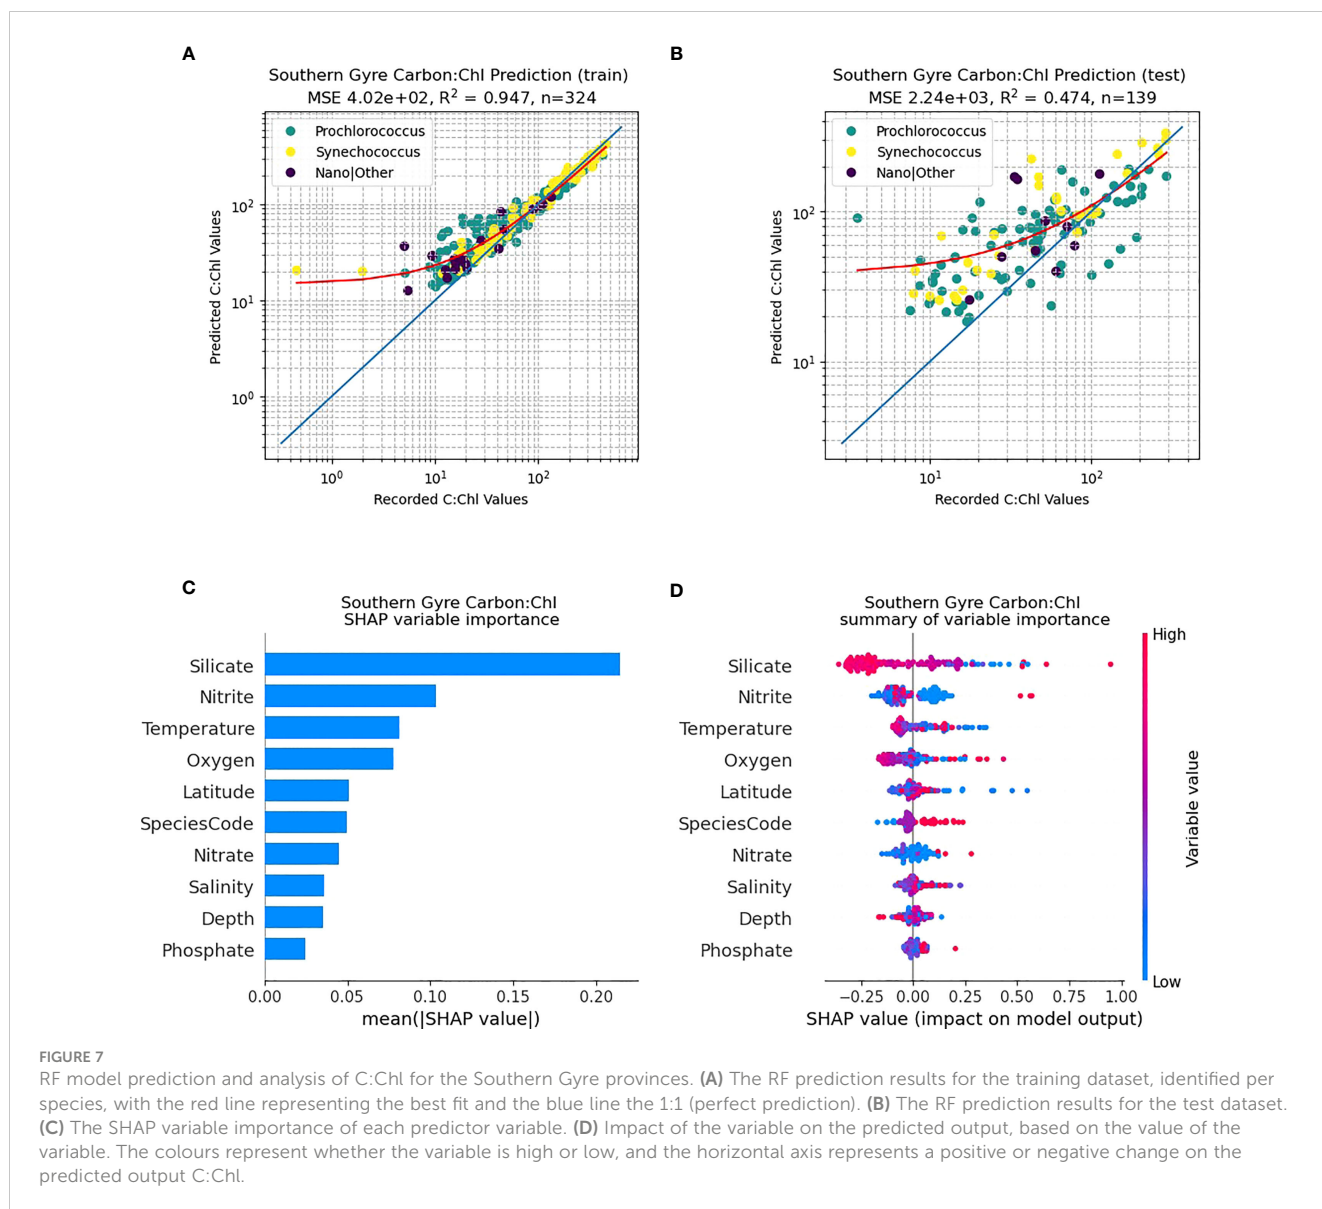 A
Southern Gyre Carbon:Chl Prediction (train)
MSE 4.02e+02, R² = 0.947, n=324
Prochlorococcus
Synechococcus
Nano|Other
Predicted C:Chl Values
10²
10¹
10⁰
10⁰ 10¹ 10²
Recorded C:Chl Values
B
Southern Gyre Carbon:Chl Prediction (test)
MSE 2.24e+03, R² = 0.474, n=139
Prochlorococcus
Synechococcus
Nano|Other
Predicted C:Chl Values
10²
10¹
10¹ 10²
Recorded C:Chl Values
C
Southern Gyre Carbon:Chl
SHAP variable importance
Silicate
Nitrite
Temperature
Oxygen
Latitude
SpeciesCode
Nitrate
Salinity
Depth
Phosphate
0.00 0.05 0.10 0.15 0.20
mean(|SHAP value|)
D
Southern Gyre Carbon:Chl
summary of variable importance
Silicate
Nitrite
Temperature
Oxygen
Latitude
SpeciesCode
Nitrate
Salinity
Depth
Phosphate
−0.25 0.00 0.25 0.50 0.75 1.00
SHAP value (impact on model output)
High
Low
Variable value
FIGURE 7
RF model prediction and analysis of C:Chl for the Southern Gyre provinces. (A) The RF prediction results for the training dataset, identified per
species, with the red line representing the best fit and the blue line the 1:1 (perfect prediction). (B) The RF prediction results for the test dataset.
(C) The SHAP variable importance of each predictor variable. (D) Impact of the variable on the predicted output, based on the value of the
variable. The colours represent whether the variable is high or low, and the horizontal axis represents a positive or negative change on the
predicted output C:Chl.